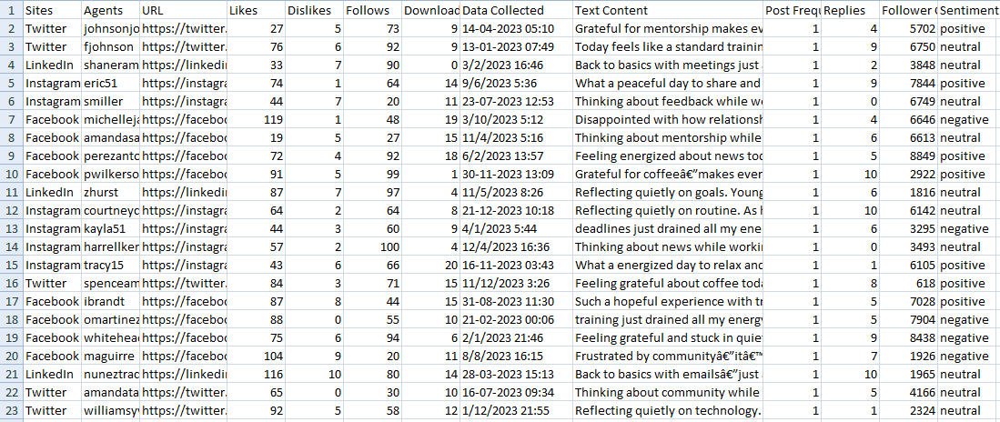 1 Sites Agents URL Likes Dislikes Follows Download Data Collected Text Content Post Frequ Replies Follower Sentiment
2 Twitter johnsonjo https://twitter. 27 5 73 9 14-04-2023 05:10 Grateful for mentorship makes ev 1 4 5702 positive
3 Twitter fjohnson https://twitter. 76 6 92 9 13-01-2023 07:49 Today feels like a standard trainin 1 9 6750 neutral
4 LinkedIn shaneram https://linkedi 33 7 90 0 3/2/2023 16:46 Back to basics with meetings just 1 2 3848 neutral
5 Instagram eric51 https://instagra 74 1 64 14 9/6/2023 5:36 What a peaceful day to share and 1 9 7844 positive
6 Instagram smiller https://instagra 44 7 20 11 23-07-2023 12:53 Thinking about feedback while w 1 0 6749 neutral
7 Facebook michelleja https://faceboo 119 1 48 19 3/10/2023 5:12 Disappointed with how relationsh 1 4 6646 negative
8 Facebook amandasa https://faceboo 19 5 27 15 11/4/2023 5:16 Thinking about mentorship while 1 6 6613 neutral
9 Facebook perezanto https://faceboo 72 4 92 18 6/2/2023 13:57 Feeling energized about news too 1 5 8849 positive
10 Facebook pwilkerso https://faceboo 91 5 99 1 30-11-2023 13:09 Grateful for coffeeâ€”makes ever 1 10 2922 positive
11 LinkedIn zhurst https://linkedi 87 7 97 4 11/5/2023 8:26 Reflecting quietly on goals. Young 1 6 1816 neutral
12 Instagram courtneyc https://instagra 64 2 64 8 21-12-2023 10:18 Reflecting quietly on routine. As h 1 10 6142 neutral
13 Instagram kayla51 https://instagra 44 3 60 9 4/1/2023 5:44 deadlines just drained all my ene 1 6 3295 negative
14 Instagram harrellker https://instagra 57 2 100 4 12/4/2023 16:36 Thinking about news while worki 1 0 3493 neutral
15 Instagram tracy15 https://instagra 43 6 66 20 16-11-2023 03:43 What a energized day to relax and 1 1 6105 positive
16 Twitter spenceam https://twitter. 84 3 71 15 11/12/2023 3:26 Feeling grateful about coffee toda 1 8 618 positive
17 Facebook ibrandt https://faceboo 87 8 44 15 31-08-2023 11:30 Such a hopeful experience with tr 1 5 7028 positive
18 Facebook omartinez https://faceboo 88 0 55 10 21-02-2023 00:06 training just drained all my energy 1 5 7904 negative
19 Facebook whitehead https://faceboo 75 6 94 6 2/1/2023 21:46 Feeling grateful and stuck in quie 1 9 8438 negative
20 Facebook maguirre https://faceboo 104 9 20 11 8/8/2023 16:15 Frustrated by communityâ€”itâ€™ 1 7 1926 negative
21 LinkedIn nuneztrac https://linkedi 116 10 80 14 28-03-2023 15:13 Back to basics with emailsâ€”just 1 10 1965 neutral
22 Twitter amandata https://twitter. 65 0 30 10 16-07-2023 09:34 Thinking about community while 1 5 4166 neutral
23 Twitter williamsy https://twitter. 92 5 58 12 1/12/2023 21:55 Reflecting quietly on technology. 1 1 2324 neutral